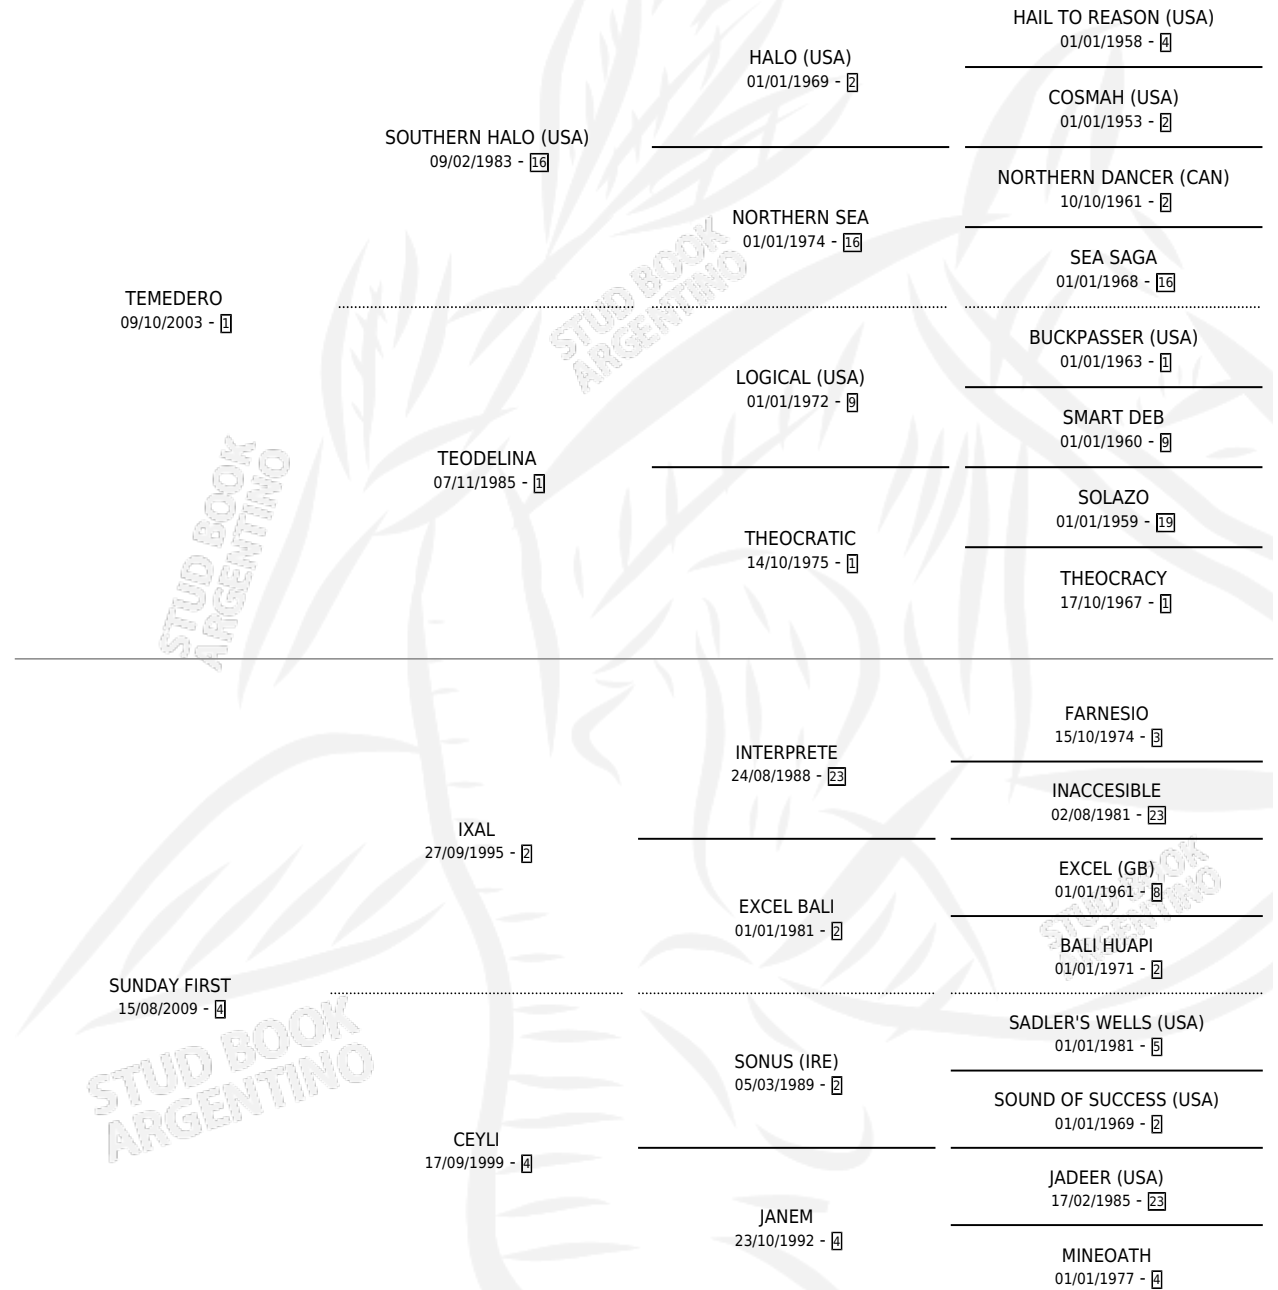 HAIL TO REASON (USA)
01/01/1958 - 4
HALO (USA)
01/01/1969 - 2
COSMAH (USA)
01/01/1953 - 2
SOUTHERN HALO (USA)
09/02/1983 - 16
NORTHERN DANCER (CAN)
10/10/1961 - 2
NORTHERN SEA
01/01/1974 - 16
SEA SAGA
01/01/1968 - 16
STUD BOOK
ARGENTINO
TEMEDERO
09/10/2003 - 1
BUCKPASSER (USA)
01/01/1963 - 1
LOGICAL (USA)
01/01/1972 - 9
SMART DEB
01/01/1960 - 9
TEODELINA
07/11/1985 - 1
SOLAZO
01/01/1959 - 19
THEOCRATIC
14/10/1975 - 1
THEOCRACY
17/10/1967 - 1
STUD BOOK
ARGENTINO
FARNESIO
15/10/1974 - 3
INTERPRETE
24/08/1988 - 23
INACCESIBLE
02/08/1981 - 23
IXAL
27/09/1995 - 2
EXCEL (GB)
01/01/1961 - 8
EXCEL BALI
01/01/1981 - 2
BALI HUAPI
01/01/1971 - 2
STUD BOOK
ARGENTINO
SUNDAY FIRST
15/08/2009 - 4
SADLER'S WELLS (USA)
01/01/1981 - 5
SONUS (IRE)
05/03/1989 - 2
SOUND OF SUCCESS (USA)
01/01/1969 - 2
STUD BOOK
ARGENTINO
CEYLI
17/09/1999 - 4
JADEER (USA)
17/02/1985 - 23
JANEM
23/10/1992 - 4
MINEOATH
01/01/1977 - 4